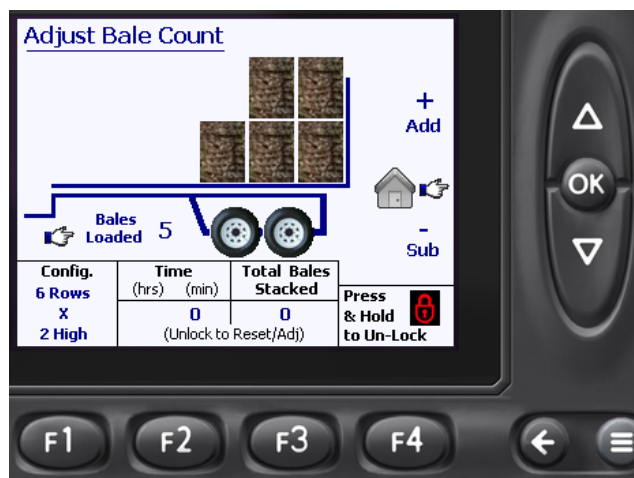 Adjust Bale Count
+
Add
OK
Bales
Loaded 5
-
Sub
Config.
6 Rows
X
2 High
Time
(hrs) (min)
0
Total Bales
Stacked
0
(Unlock to Reset/Adj)
Press
& Hold
to Un-Lock
F1
F2
F3
F4